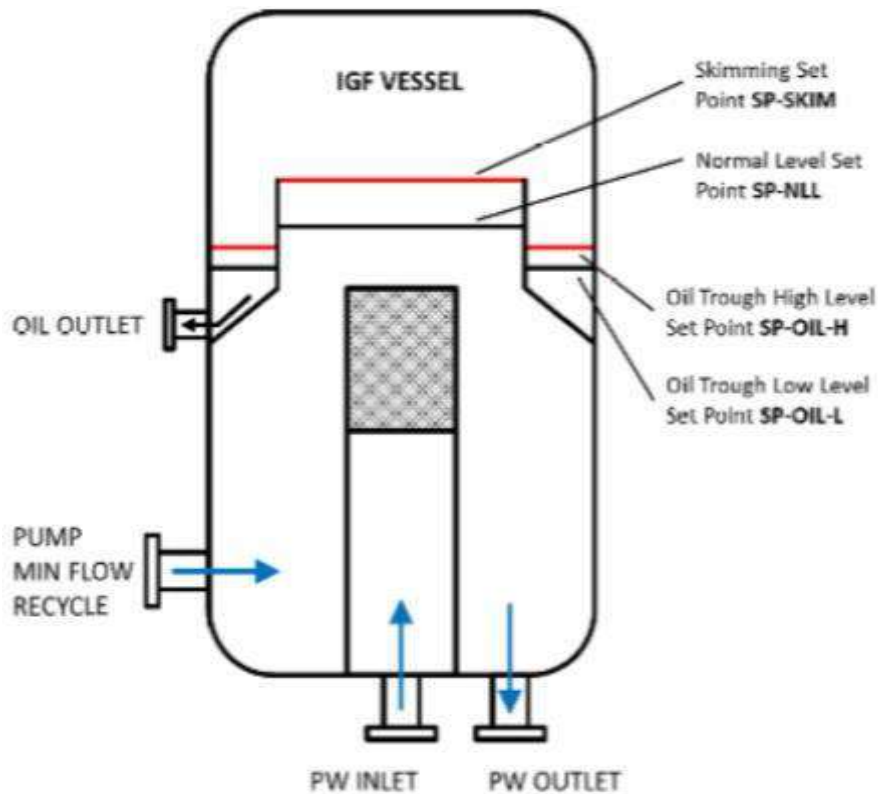 IGF VESSEL
Skimming Set
Point SP-SKIM
Normal Level Set
Point SP-NLL
Oil Trough High Level
Set Point SP-OIL-H
Oil Trough Low Level
Set Point SP-OIL-L
OIL OUTLET
PUMP
MIN FLOW
RECYCLE
PW INLET
PW OUTLET